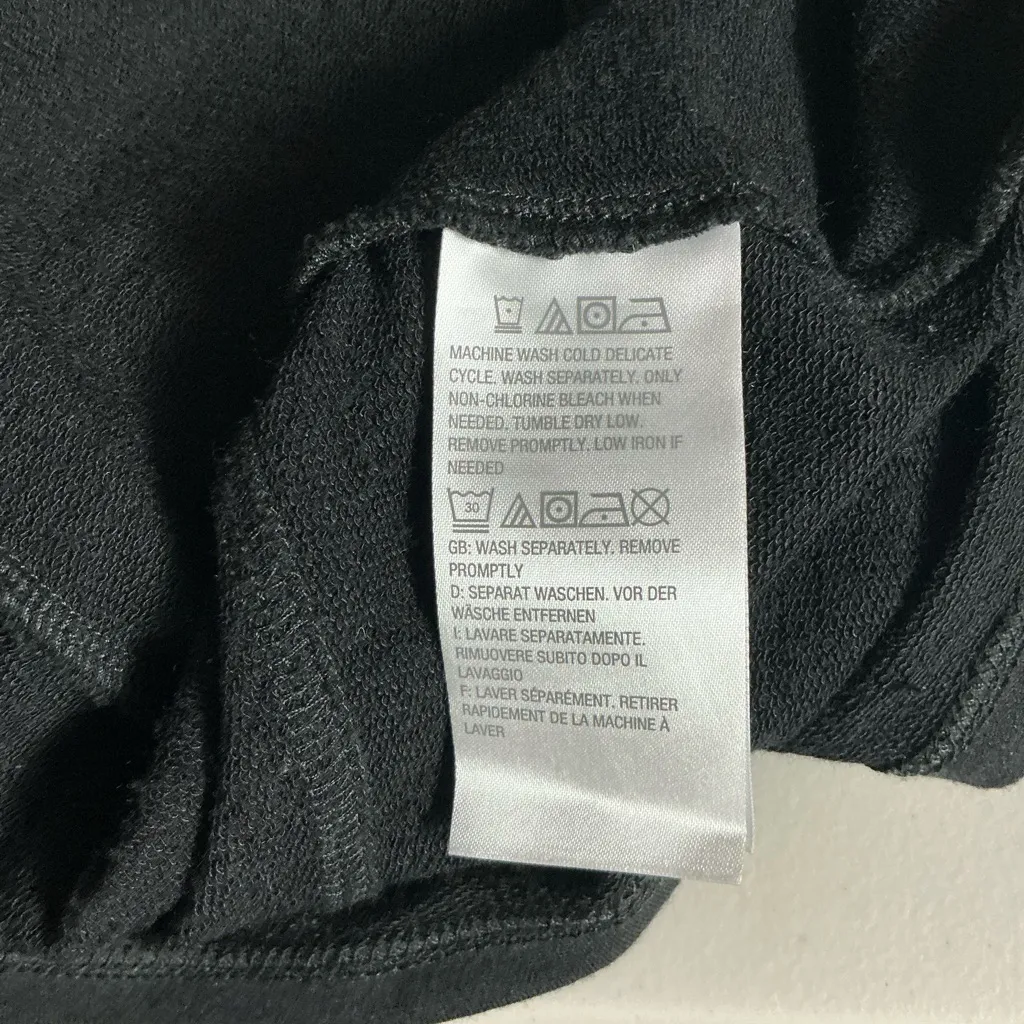 MACHINE WASH COLD DELICATE
CYCLE. WASH SEPARATELY. ONLY
NON-CHLORINE BLEACH WHEN
NEEDED. TUMBLE DRY LOW.
REMOVE PROMPTLY. LOW IRON IF
NEEDED
30
GB: WASH SEPARATELY. REMOVE
PROMPTLY
D: SEPARAT WASCHEN. VOR DER
WÄSCHE ENTFERNEN
I: LAVARE SEPARATAMENTE.
RIMUOVERE SUBITO DOPO IL
LAVAGGIO
F: LAVER SÉPARÉMENT. RETIRER
RAPIDEMENT DE LA MACHINE À
LAVER